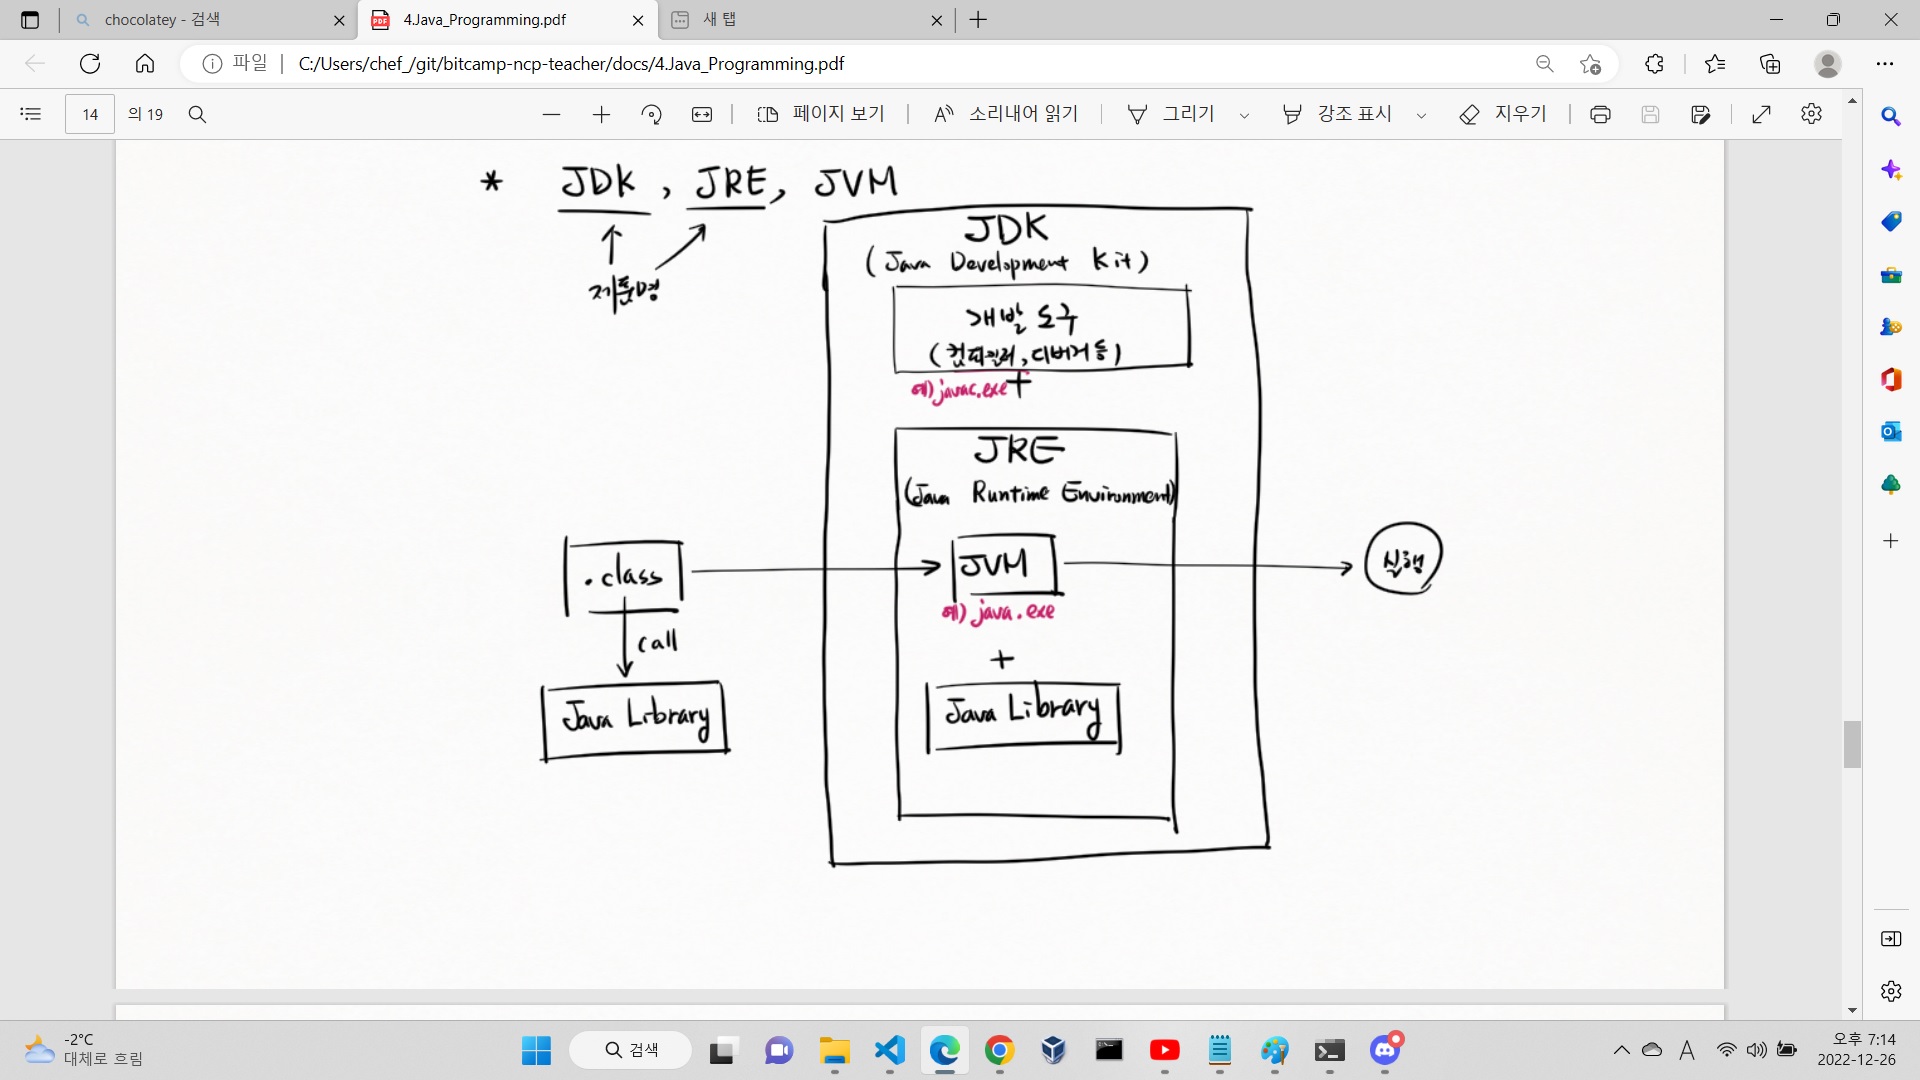 chocolatey - 검색
4.Java_Programming.pdf
새 탭
파일
C:/Users/chef_/git/bitcamp-ncp-teacher/docs/4.Java_Programming.pdf
14 의 19
페이지 보기
소리내어 읽기
그리기
강조 표시
지우기
* JDK, JRE, JVM
제품명
JDK
(Java Development Kit)
개발 도구
(컴파일러, 디버거 등)
예) javac.exe +
JRE
(Java Runtime Environment)
.class
JVM
실행
예) java.exe
call
+
Java Library
Java Library
-2°C
대체로 흐림
검색
A
오후 7:14
2022-12-26